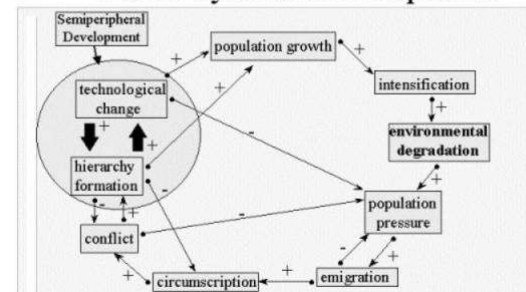 Semiperipheral
Development
population growth
+
+
technological
change
intensification
+
+
+
environmental
degradation
+
-
hierarchy
formation
-
+
population
pressure
-
+
-
conflict
-
+
+
circumscription
+
emigration